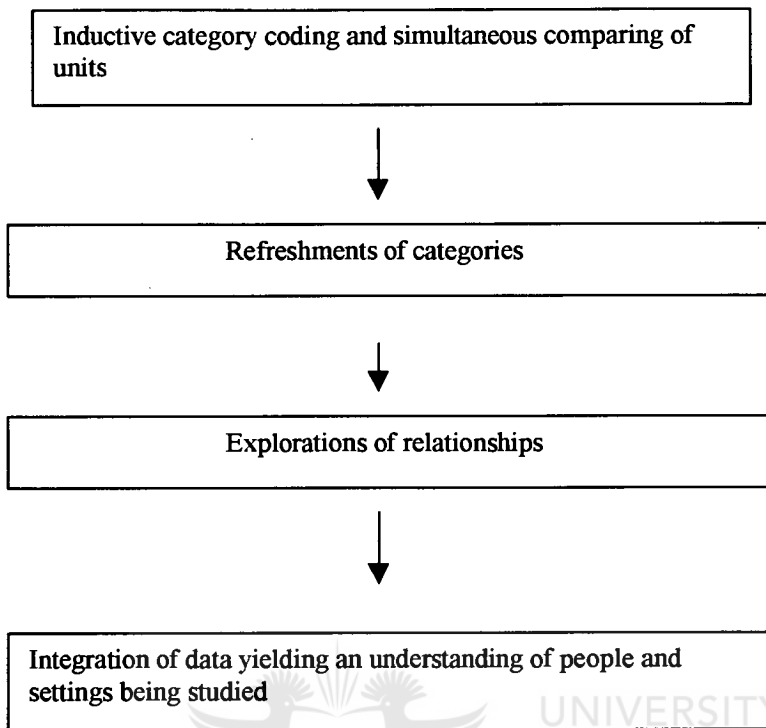 Inductive category coding and simultaneous comparing of
units
Refreshments of categories
Explorations of relationships
Integration of data yielding an understanding of people and
settings being studied
UNIVERSITY